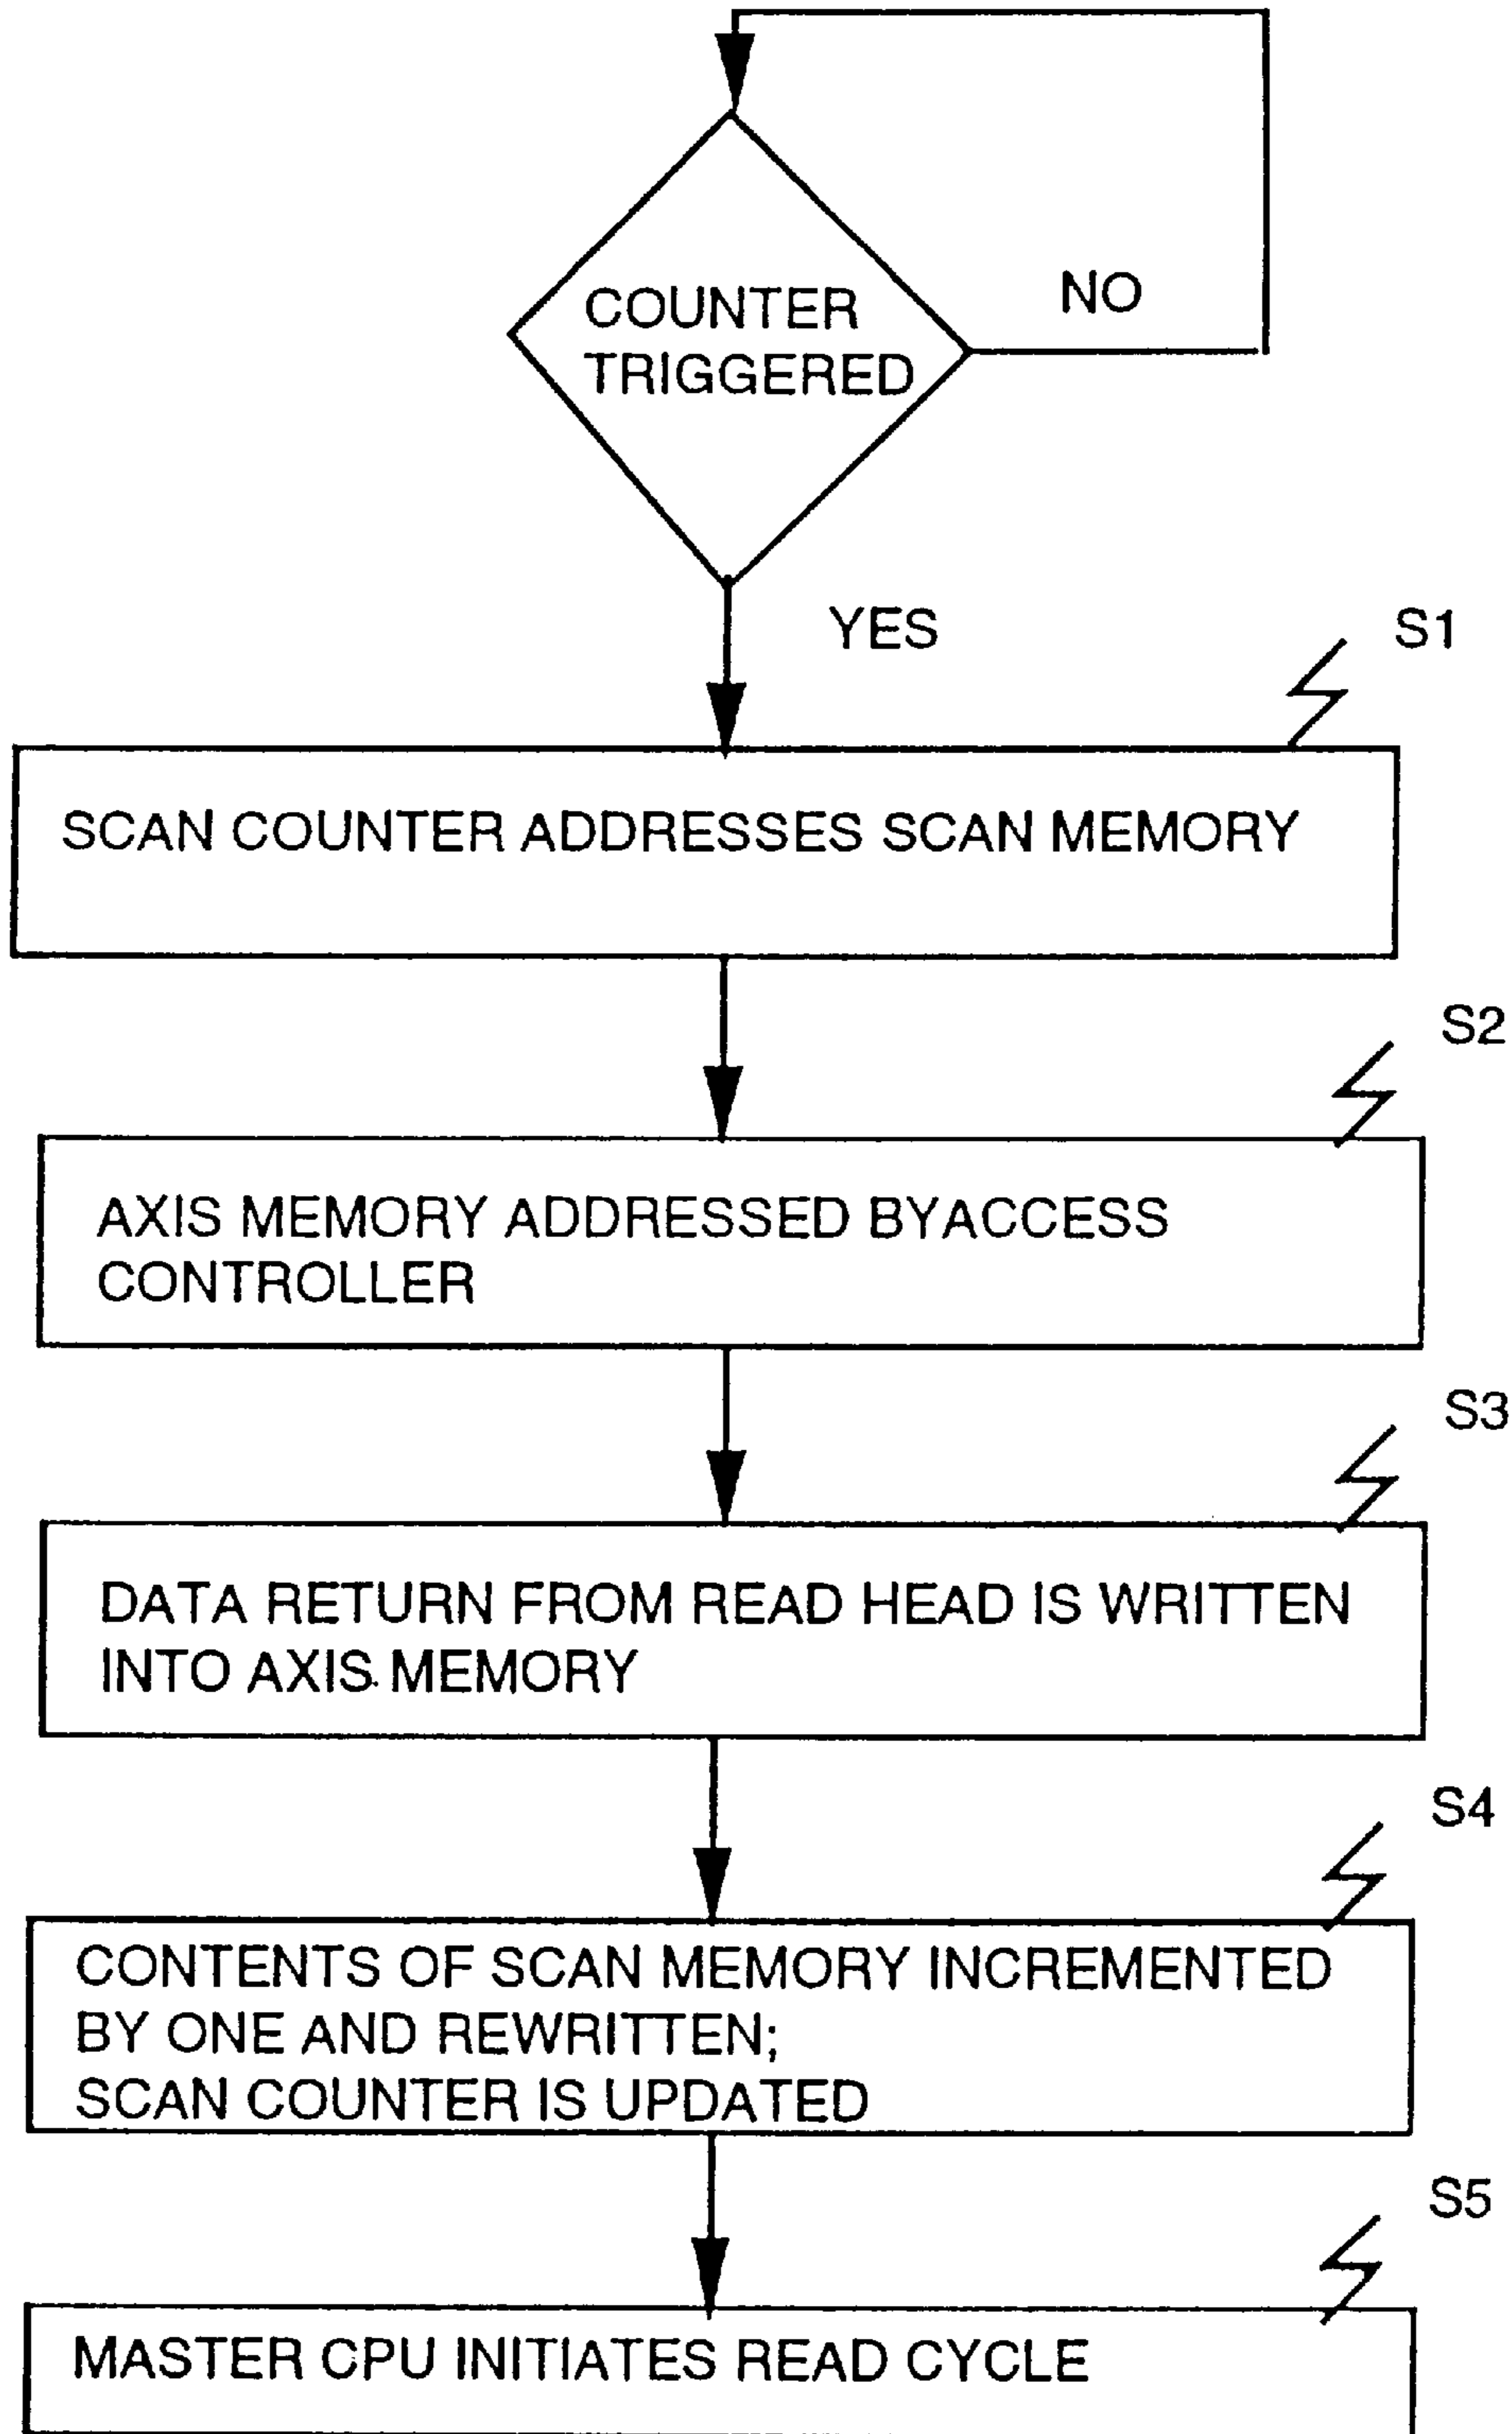 COUNTER
TRIGGERED
NO
YES
S1
SCAN COUNTER ADDRESSES SCAN MEMORY
S2
AXIS MEMORY ADDRESSED BYACCESS
CONTROLLER
S3
DATA RETURN FROM READ HEAD IS WRITTEN
INTO AXIS MEMORY
S4
CONTENTS OF SCAN MEMORY INCREMENTED
BY ONE AND REWRITTEN;
SCAN COUNTER IS UPDATED
S5
MASTER CPU INITIATES READ CYCLE